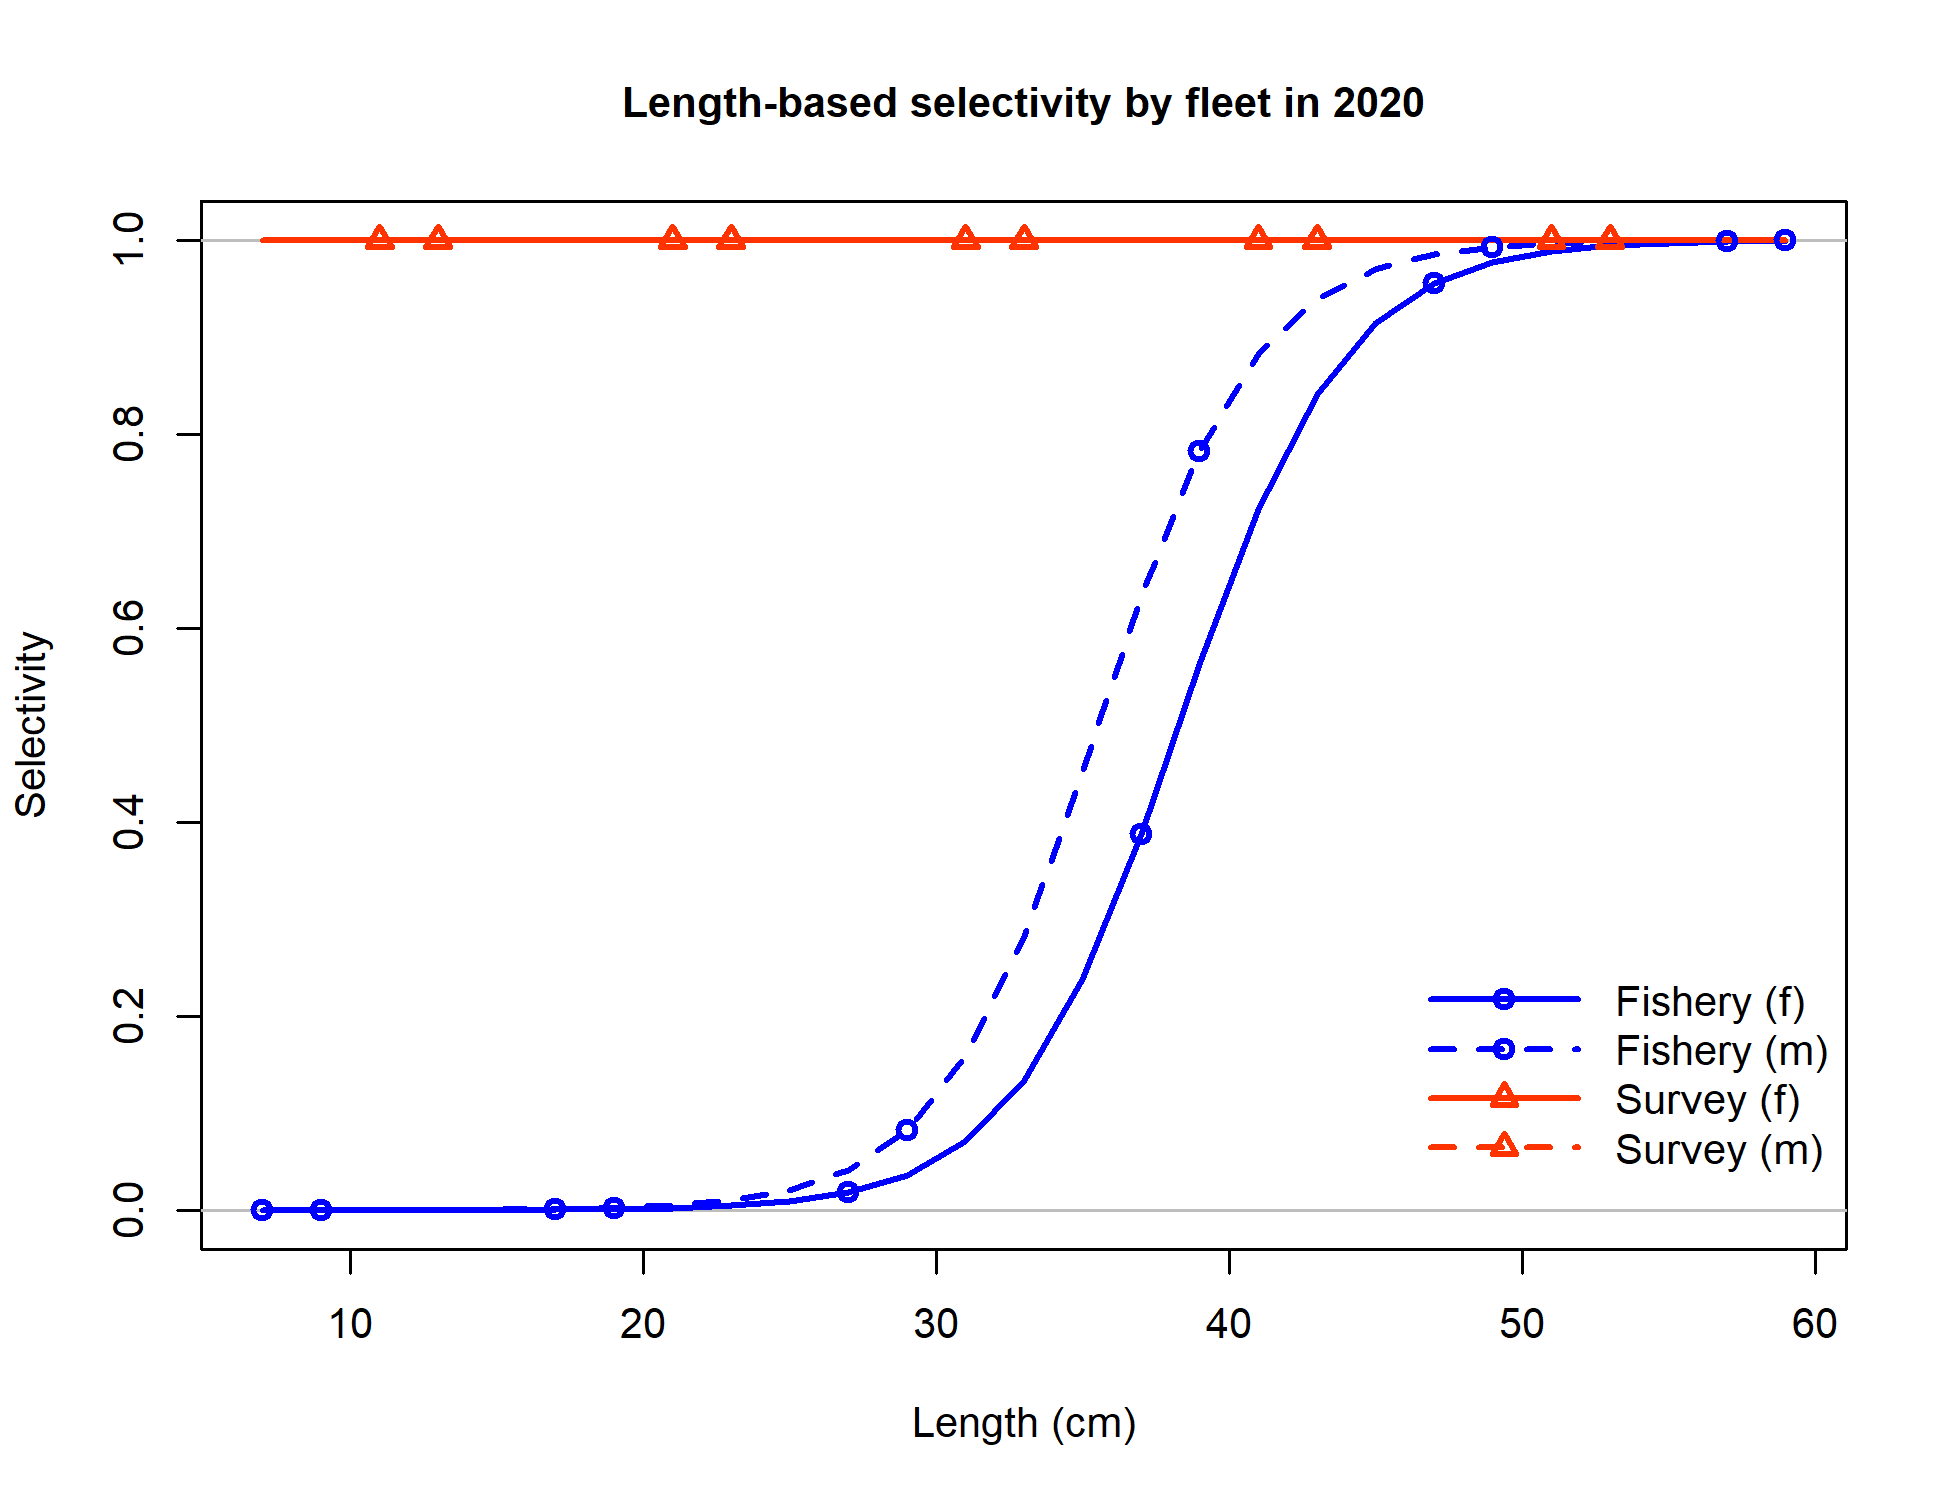 Length-based selectivity by fleet in 2020
Selectivity
1.0
0.8
0.6
0.4
0.2
0.0
Fishery (f)
Fishery (m)
Survey (f)
Survey (m)
10 20 30 40 50 60
Length (cm)